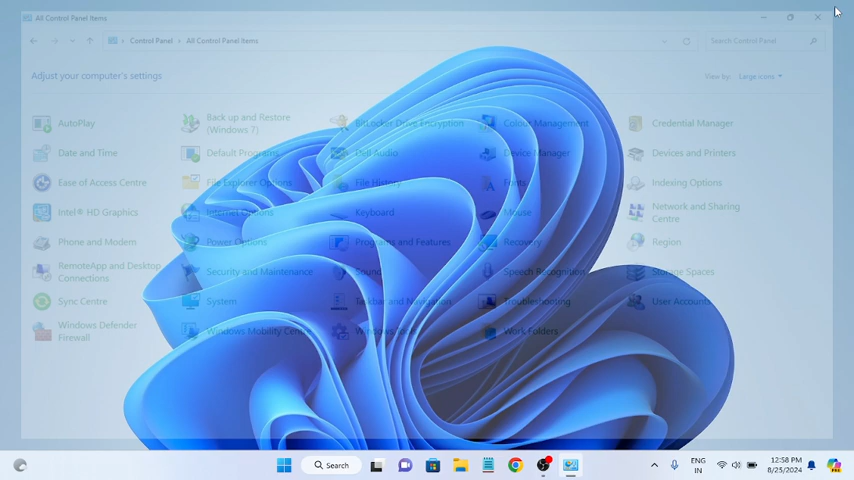 All Control Panel Items
Control Panel > All Control Panel Items
Search Control Panel
Adjust your computer's settings
View by: Large icons
AutoPlay
Back up and Restore
(Windows 7)
BitLocker Drive Encryption
Colour Management
Credential Manager
Date and Time
Default Programs
Dell Audio
Device Manager
Devices and Printers
Ease of Access Centre
File Explorer Options
File History
Fonts
Indexing Options
Intel® HD Graphics
Internet Options
Keyboard
Mouse
Network and Sharing
Centre
Phone and Modem
Power Options
Programs and Features
Recovery
Region
RemoteApp and Desktop
Connections
Security and Maintenance
Sound
Speech Recognition
Storage Spaces
Sync Centre
System
Taskbar and Navigation
Troubleshooting
User Accounts
Windows Defender
Firewall
Windows Mobility Centre
Windows Tools
Work Folders
Search
ENG
IN
12:58 PM
8/25/2024